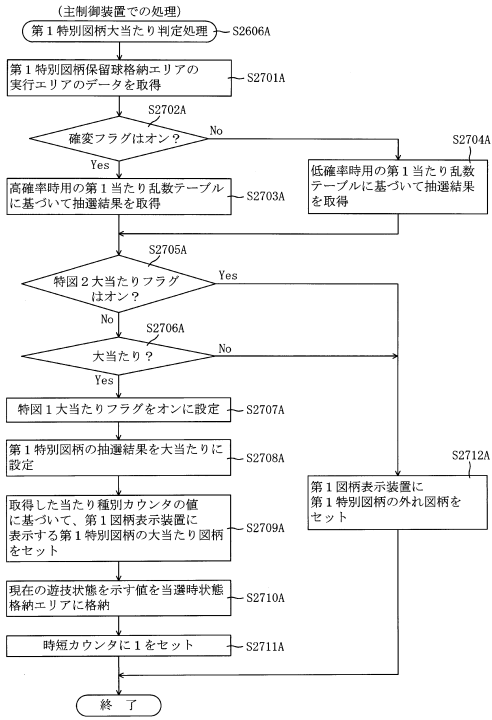 （主制御装置での処理）
第１特別図柄大当たり判定処理
S2606A
第１特別図柄保留球格納エリアの
実行エリアのデータを取得
S2701A
S2702A
確変フラグはオン？
No
Yes
S2704A
高確率時用の第１当たり乱数テーブル
に基づいて抽選結果を取得
S2703A
低確率時用の第１当たり乱数
テーブルに基づいて抽選結果
を取得
S2705A
特図２大当たりフラグ
はオン？
Yes
No
S2706A
大当たり？
No
Yes
特図１大当たりフラグをオンに設定
S2707A
第１特別図柄の抽選結果を大当たりに
設定
S2708A
S2712A
第１図柄表示装置に
第１特別図柄の外れ図柄を
セット
取得した当たり種別カウンタの値
に基づいて、第１図柄表示装置に
表示する第１特別図柄の大当たり図柄
をセット
S2709A
現在の遊技状態を示す値を当選時状態
格納エリアに格納
S2710A
時短カウンタに１をセット
S2711A
終　了